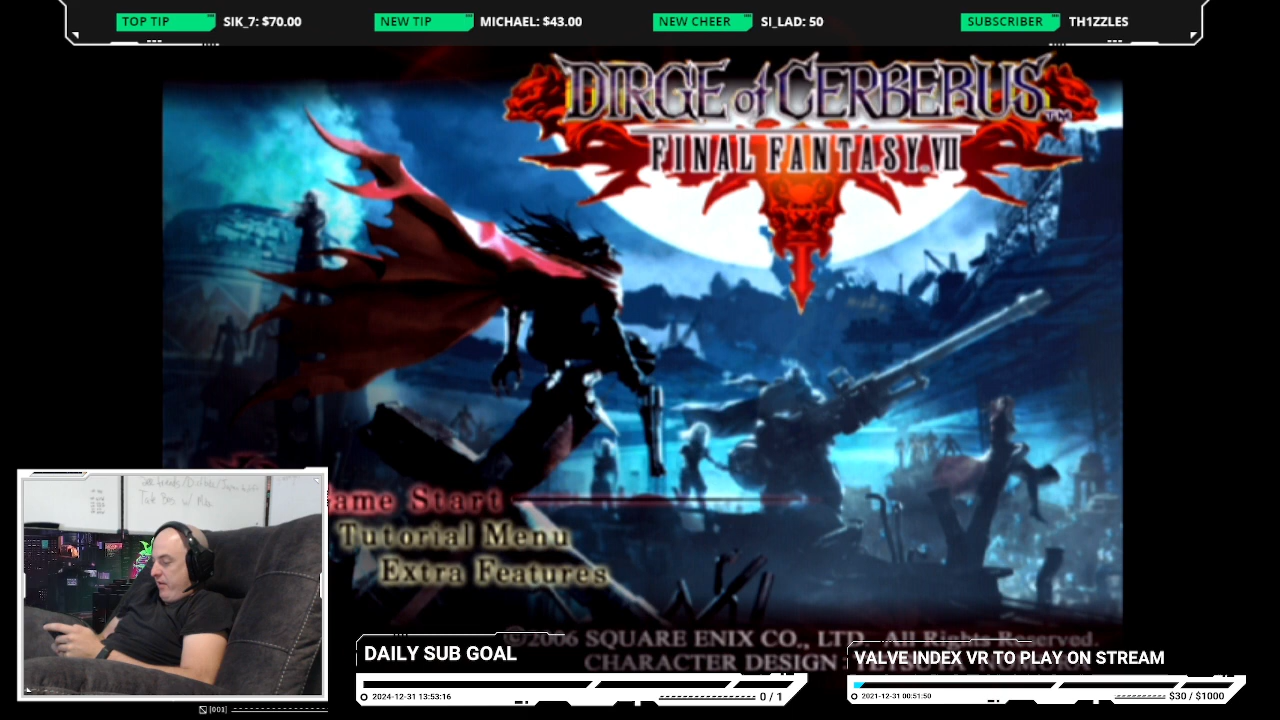 TOP TIP SIK_7: $70.00 NEW TIP MICHAEL: $43.00 NEW CHEER SI_LAD: 50 SUBSCRIBER TH1ZZLES
DIRGE of CERBERUS™
FINAL FANTASY VII
ame Start
Tutorial Menu
Extra Features
©2006 SQUARE ENIX CO., LTD. All Rights Reserved.
CHARACTER DESIGN:
DAILY SUB GOAL
2024-12-31 13:53:16 0 / 1
VALVE INDEX VR TO PLAY ON STREAM
2021-12-31 00:51:50 $30 / $1000
[001]